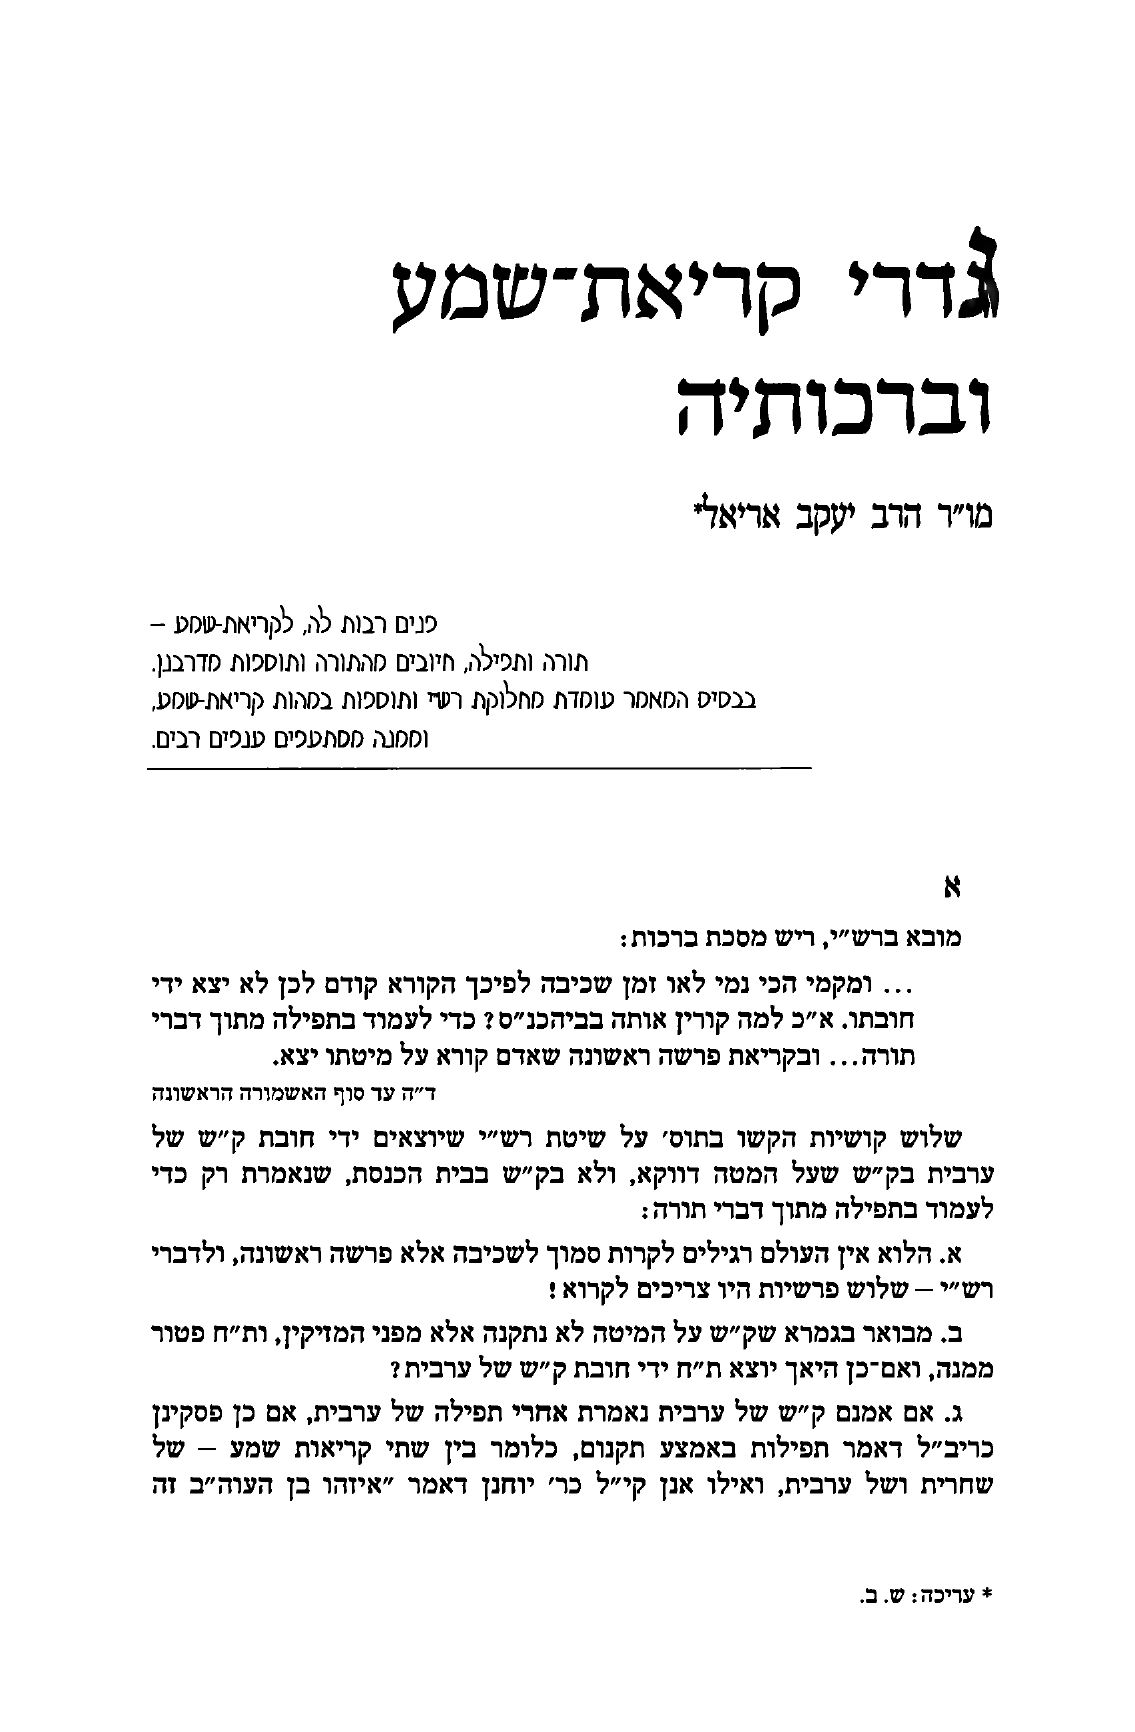 גדרי קריאת־שמע
וברכותיה
מו״ר הרב יעקב אריאל*
פנים רבות לה, לקריאת-שמע –
תורה ותפילה, חיובים מהתורה ותוספות מדרבנן.
בבסיס המאמר עומדת מחלוקת רש״י ותוספות במהות קריאת-שמע,
וממנה מסתעפים ענפים רבים.
א
מובא ברש״י, ריש מסכת ברכות:
... ומקמי הכי נמי לאו זמן שכיבה לפיכך הקורא קודם לכן לא יצא ידי
חובתו. א״כ למה קורין אותה בביהכנ״ס? כדי לעמוד בתפילה מתוך דברי
תורה... ובקריאת פרשה ראשונה שאדם קורא על מיטתו יצא.
ד״ה עד סוף האשמורה הראשונה
שלוש קושיות הקשו בתוס׳ על שיטת רש״י שיוצאים ידי חובת ק״ש של
ערבית בק״ש שעל המטה דווקא, ולא בק״ש בבית הכנסת, שנאמרת רק כדי
לעמוד בתפילה מתוך דברי תורה:
א. הלוא אין העולם רגילים לקרות סמוך לשכיבה אלא פרשה ראשונה, ולדברי
רש״י – שלוש פרשיות היו צריכים לקרוא!
ב. מבואר בגמרא שק״ש על המיטה לא נתקנה אלא מפני המזיקין, ות״ח פטור
ממנה, ואם־כן היאך יוצא ת״ח ידי חובת ק״ש של ערבית?
ג. אם אמנם ק״ש של ערבית נאמרת אחרי תפילה של ערבית, אם כן פסקינן
כריב״ל דאמר תפילות באמצע תקנום, כלומר בין שתי קריאות שמע – של
שחרית ושל ערבית, ואילו אנן קי״ל כר׳ יוחנן דאמר ״איזהו בן העוה״ב זה
* עריכה: ש. ב.